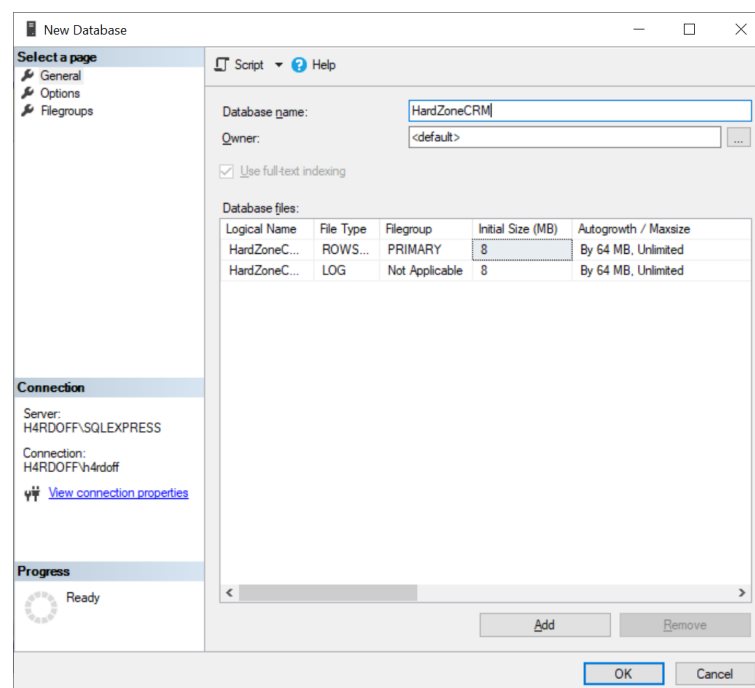 New Database
Select a page
General
Options
Filegroups
Script
Help
Database name:
HardZoneCRM
Owner:
<default>
...
Use full-text indexing
Database files:
Logical Name File Type Filegroup Initial Size (MB) Autogrowth / Maxsize
HardZoneC... ROWS... PRIMARY 8 By 64 MB, Unlimited
HardZoneC... LOG Not Applicable 8 By 64 MB, Unlimited
Connection
Server:
H4RDOFF\SQLEXPRESS
Connection:
H4RDOFF\h4rdoff
View connection properties
Progress
Ready
Add
Remove
OK
Cancel